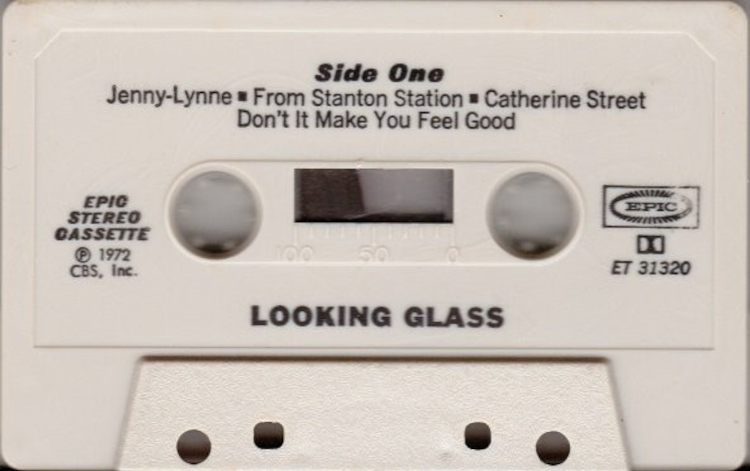 Side One
Jenny-Lynne ■ From Stanton Station ■ Catherine Street
Don't It Make You Feel Good
EPIC
STEREO
CASSETTE
℗ 1972
CBS, Inc.
EPIC
ET 31320
100 50 0
LOOKING GLASS